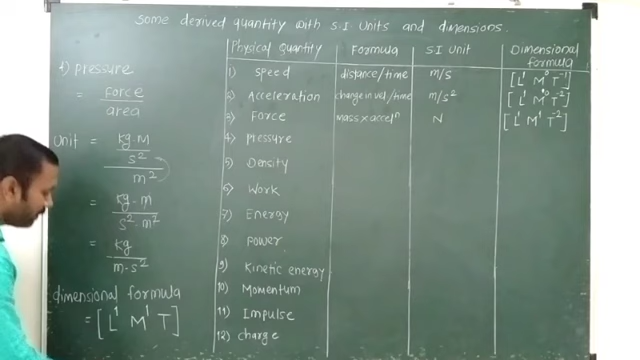 Some derived quantity with S.I Units and dimensions.
f) pressure
= force
area
Unit = kg·m
s²
m²
= kg·m
s²·m²
= kg
m·s²
dimensional formula
= [L¹ M¹ T]
Physical Quantity Formula S.I Unit Dimensional formula
1) Speed distance/time m/s [L¹ M⁰ T⁻¹]
2) Acceleration change in vel/time m/s² [L¹ M⁰ T⁻²]
3) Force mass×accelⁿ N [L¹ M¹ T⁻²]
4) Pressure
5) Density
6) Work
7) Energy
8) Power
9) Kinetic energy
10) Momentum
11) Impulse
12) charge